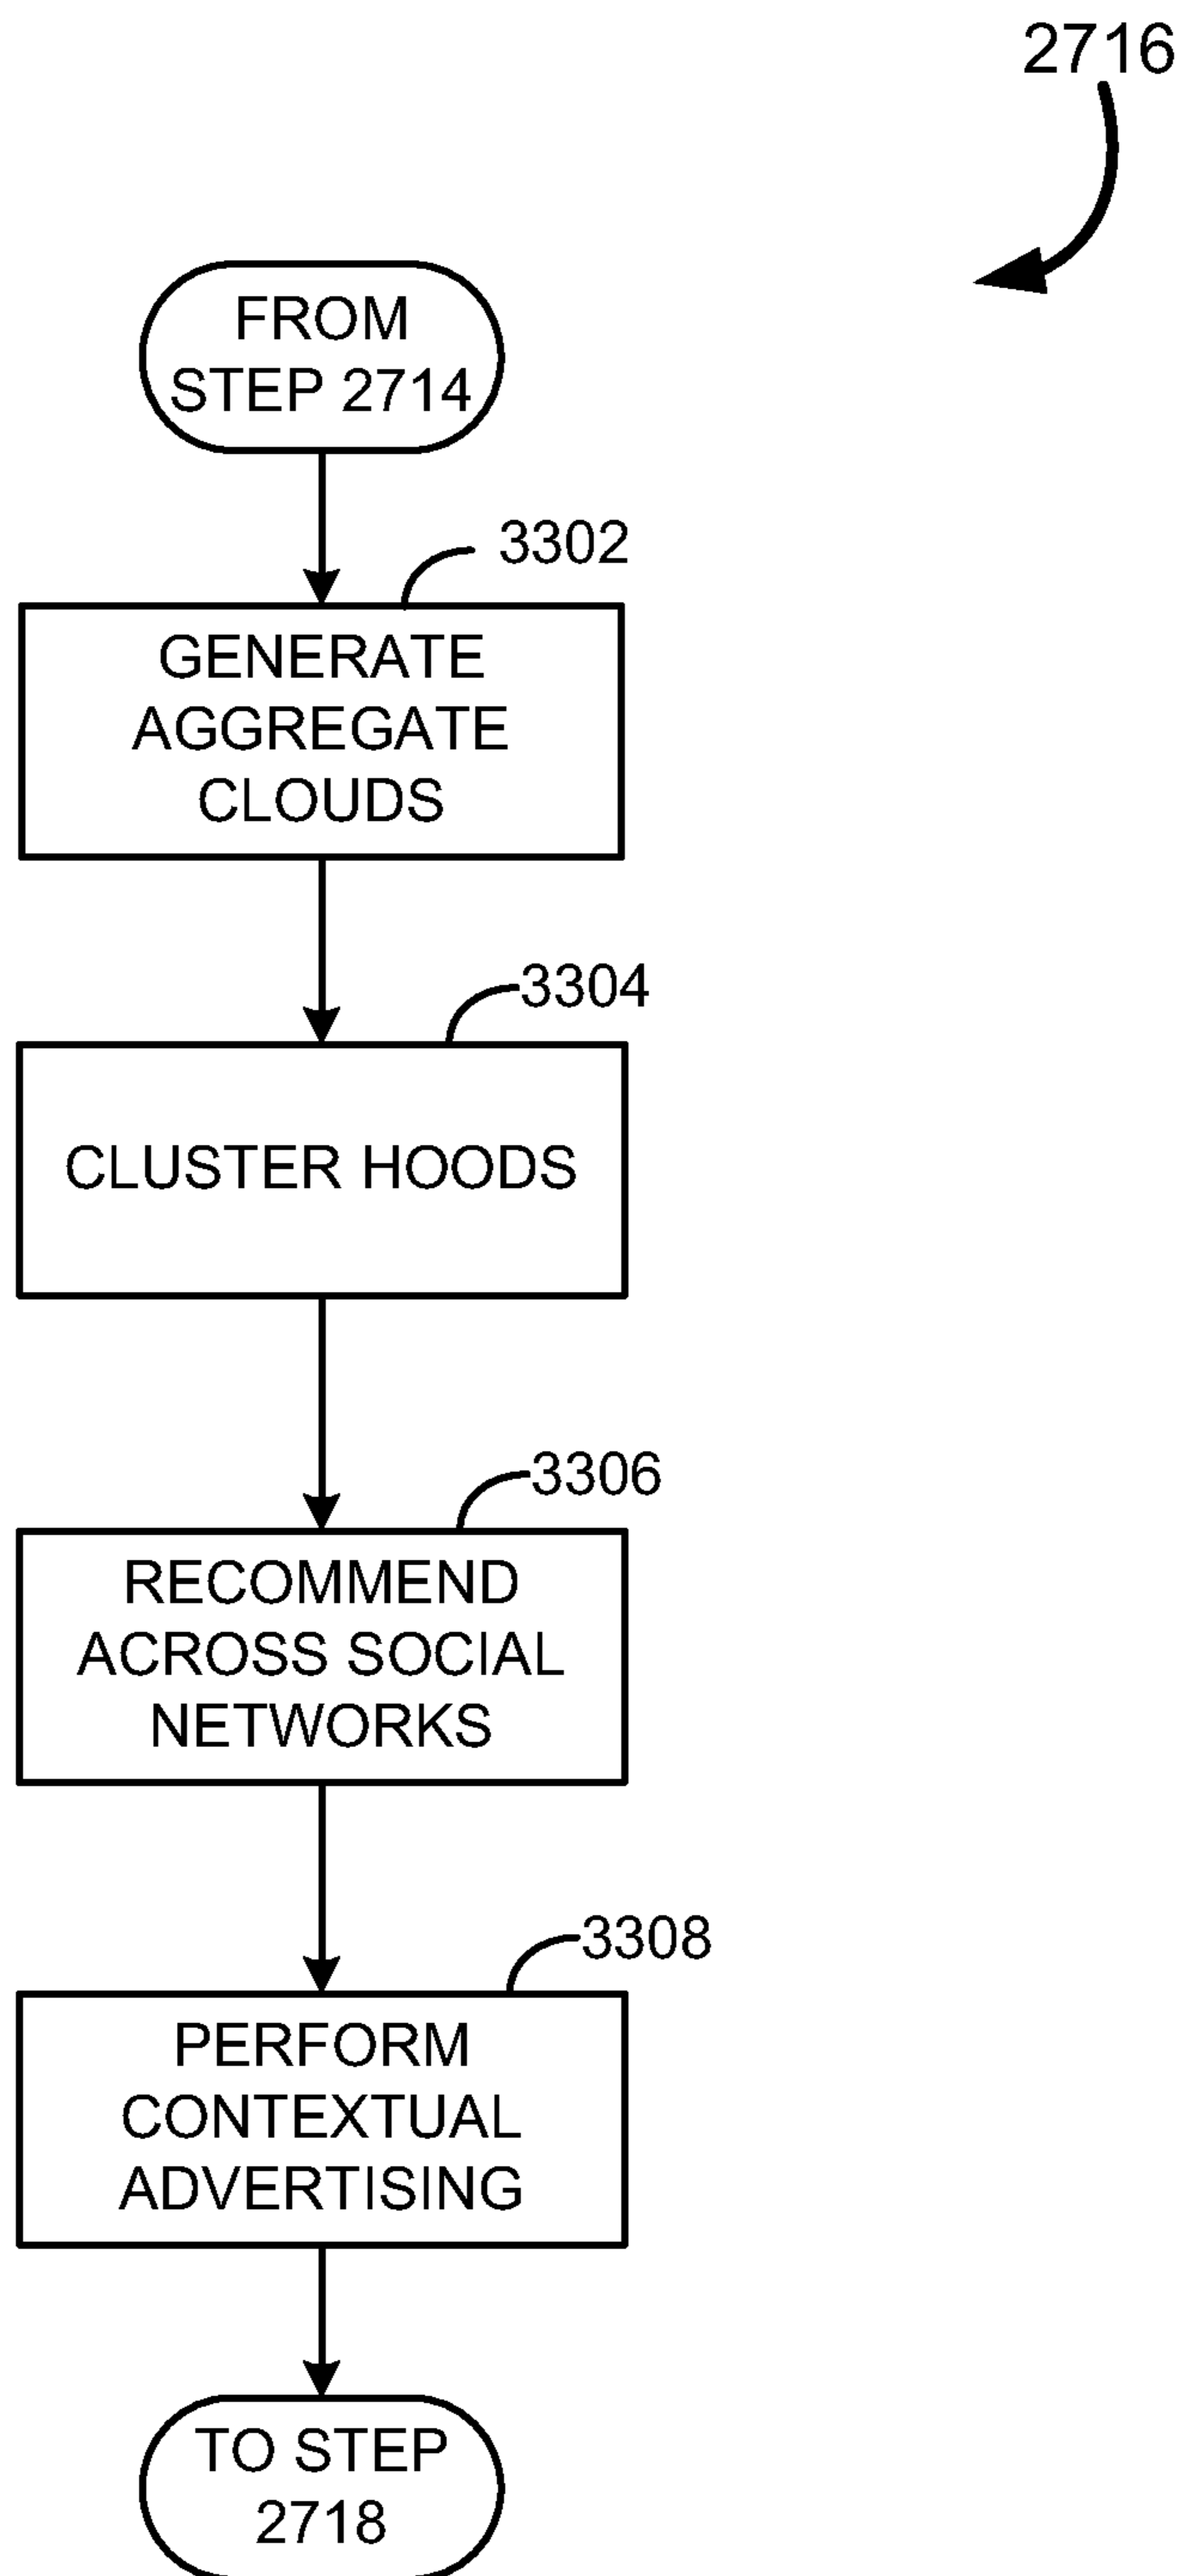 2716
FROM
STEP 2714
3302
GENERATE
AGGREGATE
CLOUDS
3304
CLUSTER HOODS
3306
RECOMMEND
ACROSS SOCIAL
NETWORKS
3308
PERFORM
CONTEXTUAL
ADVERTISING
TO STEP
2718